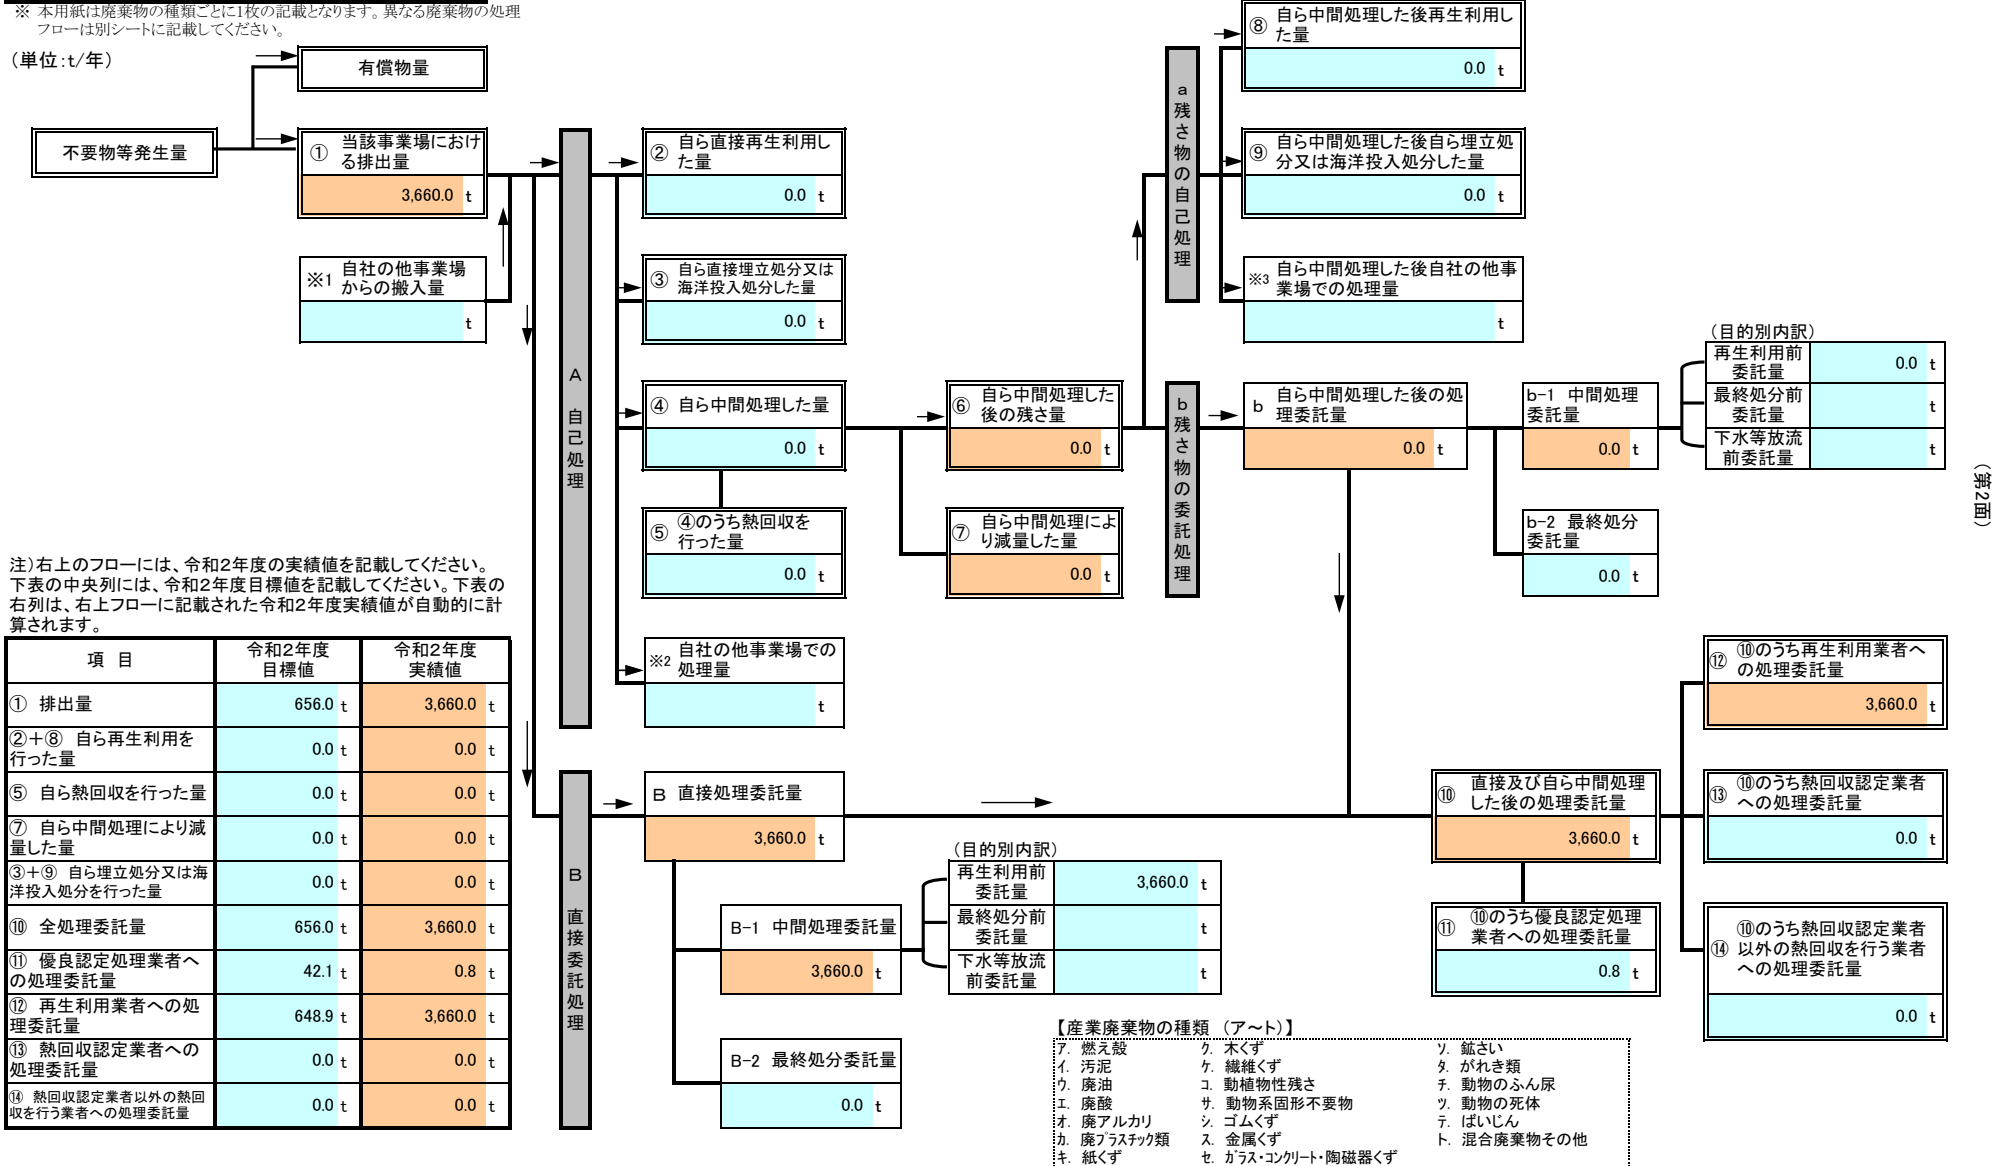 ※ 本用紙は廃棄物の種類ごとに1枚の記載となります。異なる廃棄物の処理
フローは別シートに記載してください。
(単位:t/年)
有償物量
不要物等発生量
① 当該事業場におけ
る排出量
3,660.0 t
※1 自社の他事業場
からの搬入量
t
A 自己処理
② 自ら直接再生利用し
た量
0.0 t
③ 自ら直接埋立処分又は
海洋投入処分した量
0.0 t
④ 自ら中間処理した量
0.0 t
⑤ ④のうち熱回収を
行った量
0.0 t
※2 自社の他事業場での
処理量
t
⑥ 自ら中間処理した
後の残さ量
0.0 t
⑦ 自ら中間処理によ
り減量した量
0.0 t
a残さ物の自己処理
⑧ 自ら中間処理した後再生利用し
た量
0.0 t
⑨ 自ら中間処理した後自ら埋立処
分又は海洋投入処分した量
0.0 t
※3 自ら中間処理した後自社の他事
業場での処理量
t
b残さ物の委託処理
b 自ら中間処理した後の処
理委託量
0.0 t
b-1 中間処理
委託量
0.0 t
(目的別内訳)
再生利用前
委託量
0.0 t
最終処分前
委託量
t
下水等放流
前委託量
t
b-2 最終処分
委託量
0.0 t
(第2面)
注)右上のフローには、令和2年度の実績値を記載してください。
下表の中央列には、令和2年度目標値を記載してください。下表の
右列は、右上フローに記載された令和2年度実績値が自動的に計
算されます。
項 目 令和2年度 目標値 令和2年度 実績値
① 排出量 656.0 t 3,660.0 t
②+⑧ 自ら再生利用を
行った量 0.0 t 0.0 t
⑤ 自ら熱回収を行った量 0.0 t 0.0 t
⑦ 自ら中間処理により減
量した量 0.0 t 0.0 t
③+⑨ 自ら埋立処分又は海
洋投入処分を行った量 0.0 t 0.0 t
⑩ 全処理委託量 656.0 t 3,660.0 t
⑪ 優良認定処理業者へ
の処理委託量 42.1 t 0.8 t
⑫ 再生利用業者への処
理委託量 648.9 t 3,660.0 t
⑬ 熱回収認定業者への
処理委託量 0.0 t 0.0 t
⑭ 熱回収認定業者以外の熱回
収を行う業者への処理委託量 0.0 t 0.0 t
B 直接委託処理
B 直接処理委託量
3,660.0 t
B-1 中間処理委託量
3,660.0 t
(目的別内訳)
再生利用前
委託量
3,660.0 t
最終処分前
委託量
t
下水等放流
前委託量
t
B-2 最終処分委託量
0.0 t
⑩ 直接及び自ら中間処理
した後の処理委託量
3,660.0 t
⑪ ⑩のうち優良認定処理
業者への処理委託量
0.8 t
⑫ ⑩のうち再生利用業者へ
の処理委託量
3,660.0 t
⑬ ⑩のうち熱回収認定業者
への処理委託量
0.0 t
⑭ ⑩のうち熱回収認定業者
以外の熱回収を行う業者
への処理委託量
0.0 t
【産業廃棄物の種類 (ア~ト)】
ア. 燃え殻 ク. 木くず ソ. 鉱さい
イ. 汚泥 ケ. 繊維くず タ. がれき類
ウ. 廃油 コ. 動植物性残さ チ. 動物のふん尿
エ. 廃酸 サ. 動物系固形不要物 ツ. 動物の死体
オ. 廃アルカリ シ. ゴムくず テ. ばいじん
カ. 廃プラスチック類 ス. 金属くず ト. 混合廃棄物その他
キ. 紙くず セ. ガラス・コンクリート・陶磁器くず